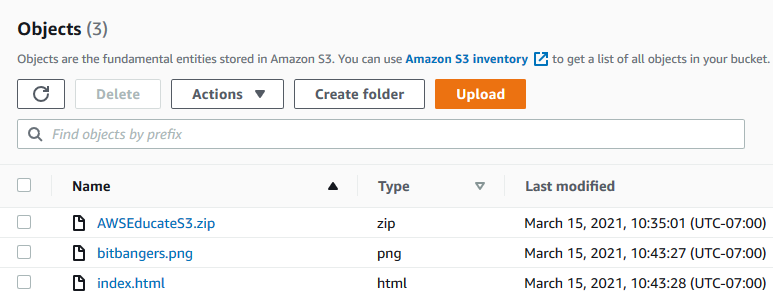 Objects (3)
Objects are the fundamental entities stored in Amazon S3. You can use Amazon S3 inventory to get a list of all objects in your bucket.
Delete Actions Create folder Upload
Find objects by prefix
Name Type Last modified
AWSEducateS3.zip zip March 15, 2021, 10:35:01 (UTC-07:00)
bitbangers.png png March 15, 2021, 10:43:27 (UTC-07:00)
index.html html March 15, 2021, 10:43:28 (UTC-07:00)